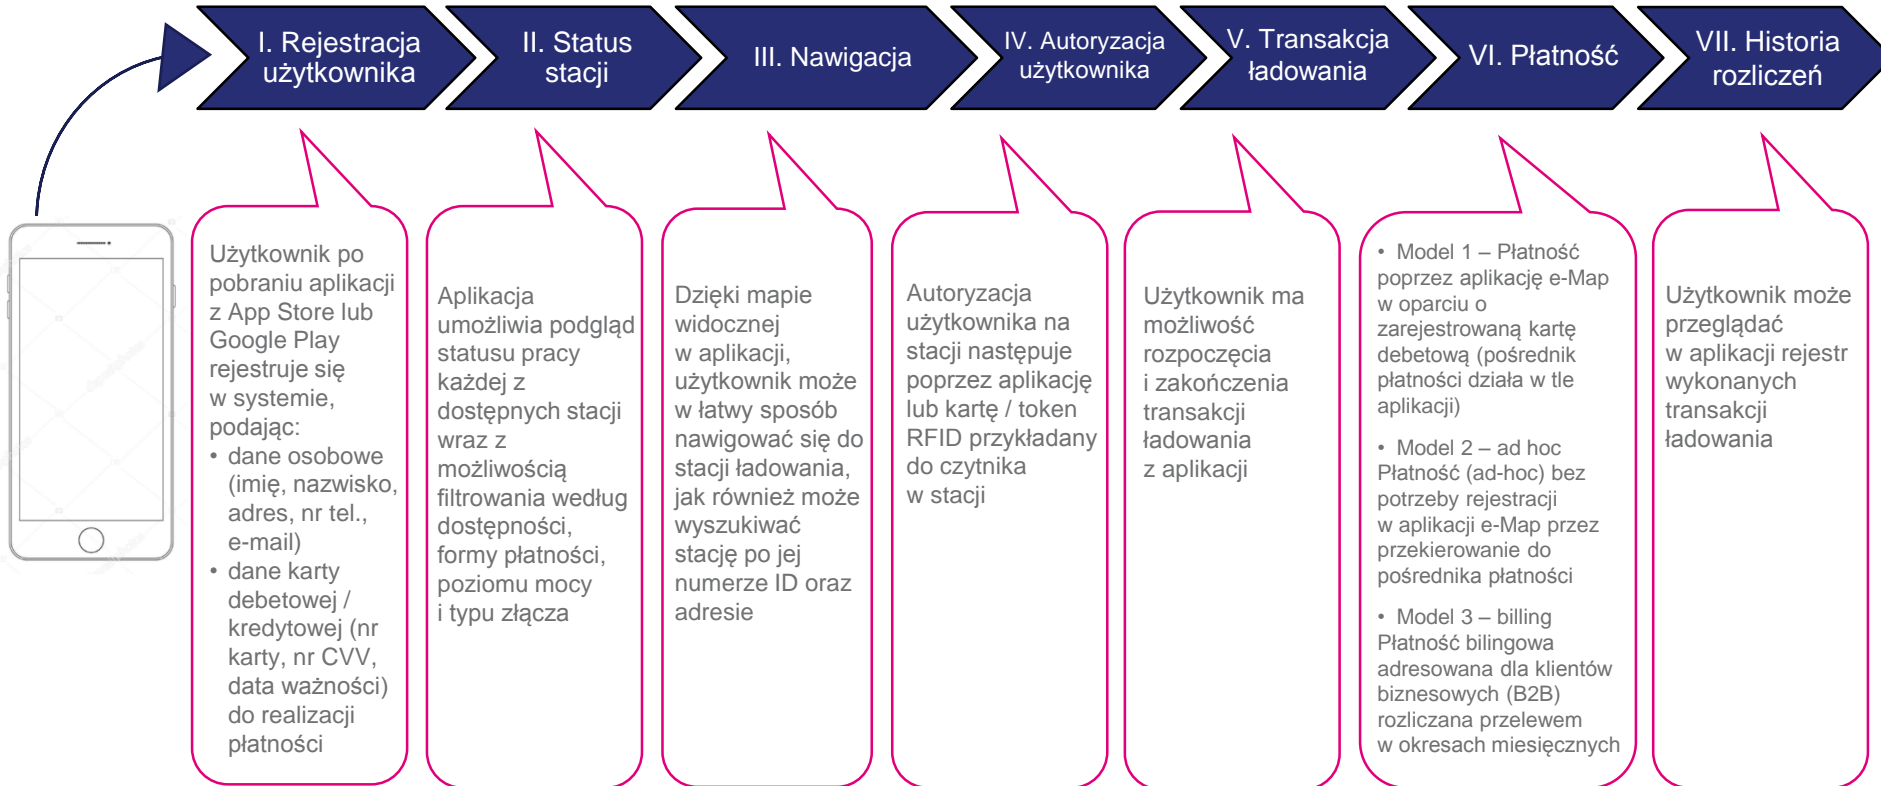 I. Rejestracja
użytkownika
II. Status
stacji
III. Nawigacja
IV. Autoryzacja
użytkownika
V. Transakcja
ładowania
VI. Płatność
VII. Historia
rozliczeń
Użytkownik po
pobraniu aplikacji
z App Store lub
Google Play
rejestruje się
w systemie,
podając:
• dane osobowe
(imię, nazwisko,
adres, nr tel.,
e-mail)
• dane karty
debetowej /
kredytowej (nr
karty, nr CVV,
data ważności)
do realizacji
płatności
Aplikacja
umożliwia podgląd
statusu pracy
każdej z
dostępnych stacji
wraz z
możliwością
filtrowania według
dostępności,
formy płatności,
poziomu mocy
i typu złącza
Dzięki mapie
widocznej
w aplikacji,
użytkownik może
w łatwy sposób
nawigować się do
stacji ładowania,
jak również może
wyszukiwać
stację po jej
numerze ID oraz
adresie
Autoryzacja
użytkownika na
stacji następuje
poprzez aplikację
lub kartę / token
RFID przykładany
do czytnika
w stacji
Użytkownik ma
możliwość
rozpoczęcia
i zakończenia
transakcji
ładowania
z aplikacji
• Model 1 – Płatność
poprzez aplikację e-Map
w oparciu o
zarejestrowaną kartę
debetową (pośrednik
płatności działa w tle
aplikacji)
• Model 2 – ad hoc
Płatność (ad-hoc) bez
potrzeby rejestracji
w aplikacji e-Map przez
przekierowanie do
pośrednika płatności
• Model 3 – billing
Płatność bilingowa
adresowana dla klientów
biznesowych (B2B)
rozliczana przelewem
w okresach miesięcznych
Użytkownik może
przeglądać
w aplikacji rejestr
wykonanych
transakcji
ładowania